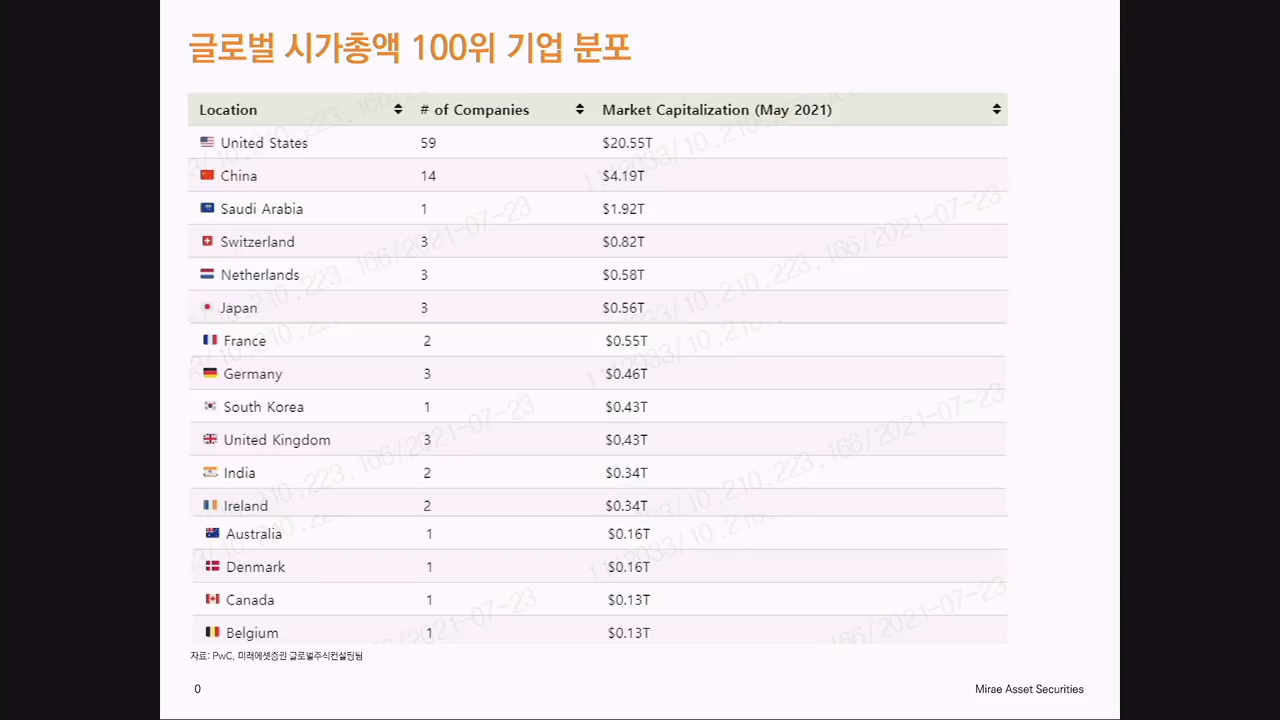 글로벌 시가총액 100위 기업 분포
Location # of Companies Market Capitalization (May 2021)
United States 59 $20.55T
China 14 $4.19T
Saudi Arabia 1 $1.92T
Switzerland 3 $0.82T
Netherlands 3 $0.58T
Japan 3 $0.56T
France 2 $0.55T
Germany 3 $0.46T
South Korea 1 $0.43T
United Kingdom 3 $0.43T
India 2 $0.34T
Ireland 2 $0.34T
Australia 1 $0.16T
Denmark 1 $0.16T
Canada 1 $0.13T
Belgium 1 $0.13T
자료: PwC, 미래에셋증권 글로벌주식컨설팅팀
0 Mirae Asset Securities